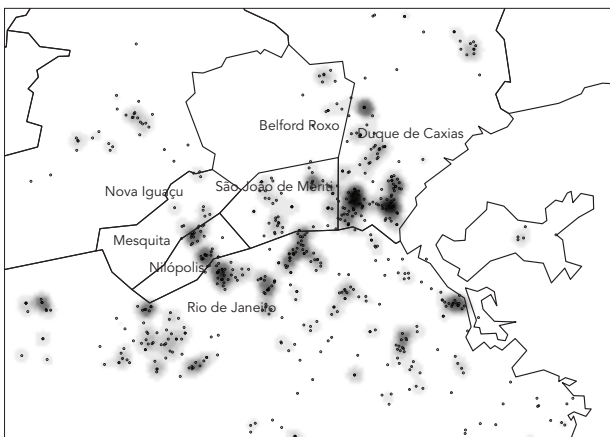 Belford Roxo
Duque de Caxias
Nova Iguaçu
São João de Meriti
Mesquita
Nilópolis
Rio de Janeiro